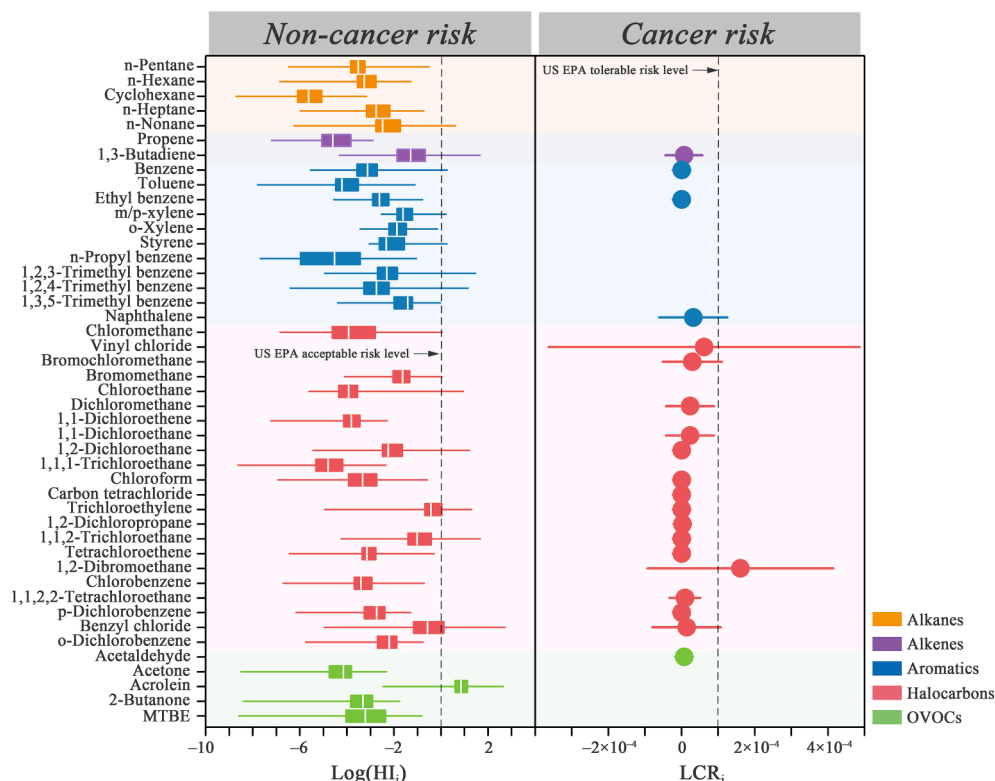 Non-cancer risk
Cancer risk
n-Pentane
n-Hexane
Cyclohexane
n-Heptane
n-Nonane
Propene
1,3-Butadiene
Benzene
Toluene
Ethyl benzene
m/p-xylene
o-Xylene
Styrene
n-Propyl benzene
1,2,3-Trimethyl benzene
1,2,4-Trimethyl benzene
1,3,5-Trimethyl benzene
Naphthalene
Chloromethane
Vinyl chloride
Bromochloromethane
Bromomethane
Chloroethane
Dichloromethane
1,1-Dichloroethene
1,1-Dichloroethane
1,2-Dichloroethane
1,1,1-Trichloroethane
Chloroform
Carbon tetrachloride
Trichloroethylene
1,2-Dichloropropane
1,1,2-Trichloroethane
Tetrachloroethene
1,2-Dibromoethane
Chlorobenzene
1,1,2,2-Tetrachloroethane
p-Dichlorobenzene
Benzyl chloride
o-Dichlorobenzene
Acetaldehyde
Acetone
Acrolein
2-Butanone
MTBE
US EPA acceptable risk level
US EPA tolerable risk level
−10 −6 −2 2
Log(HIᵢ)
−2×10⁻⁴ 0 2×10⁻⁴ 4×10⁻⁴
LCRᵢ
Alkanes
Alkenes
Aromatics
Halocarbons
OVOCs